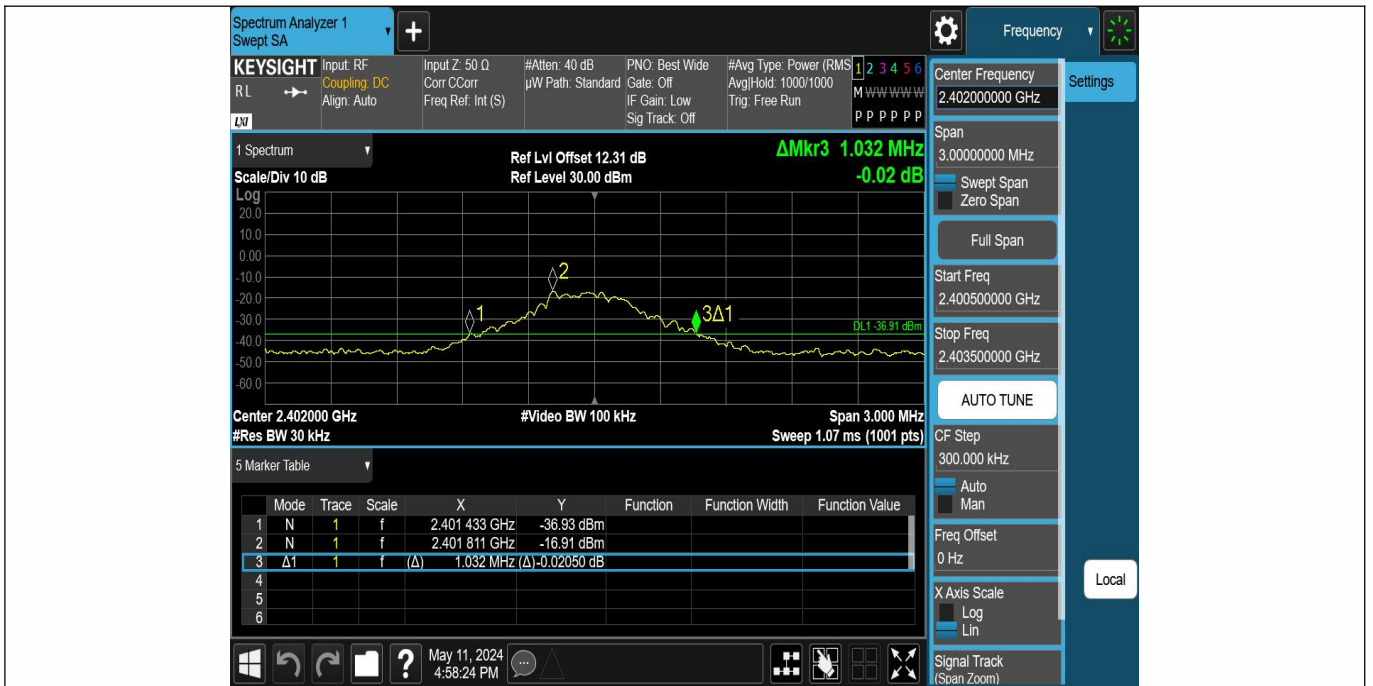 Spectrum Analyzer 1
Swept SA
+
Frequency
KEYSIGHT
RL
LXI
Input: RF
Coupling: DC
Align: Auto
Input Z: 50 Ω
Corr CCorr
Freq Ref: Int (S)
#Atten: 40 dB
µW Path: Standard
PNO: Best Wide
Gate: Off
IF Gain: Low
Sig Track: Off
#Avg Type: Power (RMS
Avg|Hold: 1000/1000
Trig: Free Run
1 2 3 4 5 6
M W W W W W
P P P P P P
1 Spectrum
Scale/Div 10 dB
Ref Lvl Offset 12.31 dB
Ref Level 30.00 dBm
ΔMkr3 1.032 MHz
-0.02 dB
Log
20.0
10.0
0.00
-10.0
-20.0
-30.0
-40.0
-50.0
-60.0
1
2
3Δ1
DL1 -36.91 dBm
Center 2.402000 GHz
#Res BW 30 kHz
#Video BW 100 kHz
Span 3.000 MHz
Sweep 1.07 ms (1001 pts)
5 Marker Table
Mode Trace Scale X Y Function Function Width Function Value
1 N 1 f 2.401 433 GHz -36.93 dBm
2 N 1 f 2.401 811 GHz -16.91 dBm
3 Δ1 1 f (Δ) 1.032 MHz (Δ) -0.02050 dB
4
5
6
?
May 11, 2024
4:58:24 PM
Center Frequency
2.402000000 GHz
Span
3.00000000 MHz
Swept Span
Zero Span
Full Span
Start Freq
2.400500000 GHz
Stop Freq
2.403500000 GHz
AUTO TUNE
CF Step
300.000 kHz
Auto
Man
Freq Offset
0 Hz
X Axis Scale
Log
Lin
Signal Track
(Span Zoom)
Settings
Local